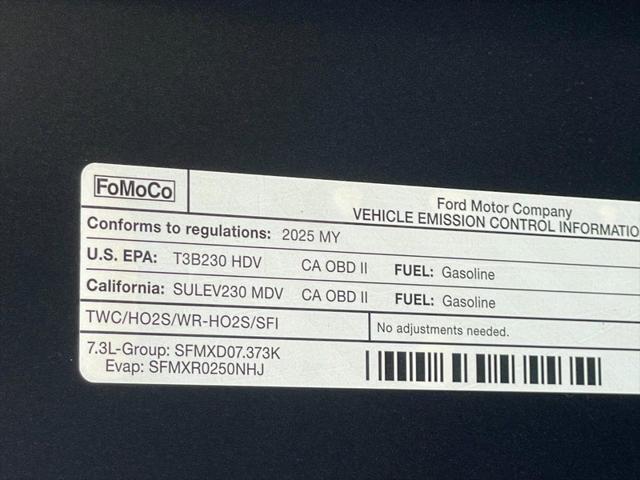 FoMoCo
Ford Motor Company
VEHICLE EMISSION CONTROL INFORMATIO
Conforms to regulations: 2025 MY
U.S. EPA: T3B230 HDV CA OBD II FUEL: Gasoline
California: SULEV230 MDV CA OBD II FUEL: Gasoline
TWC/HO2S/WR-HO2S/SFI No adjustments needed.
7.3L-Group: SFMXD07.373K
Evap: SFMXR0250NHJ